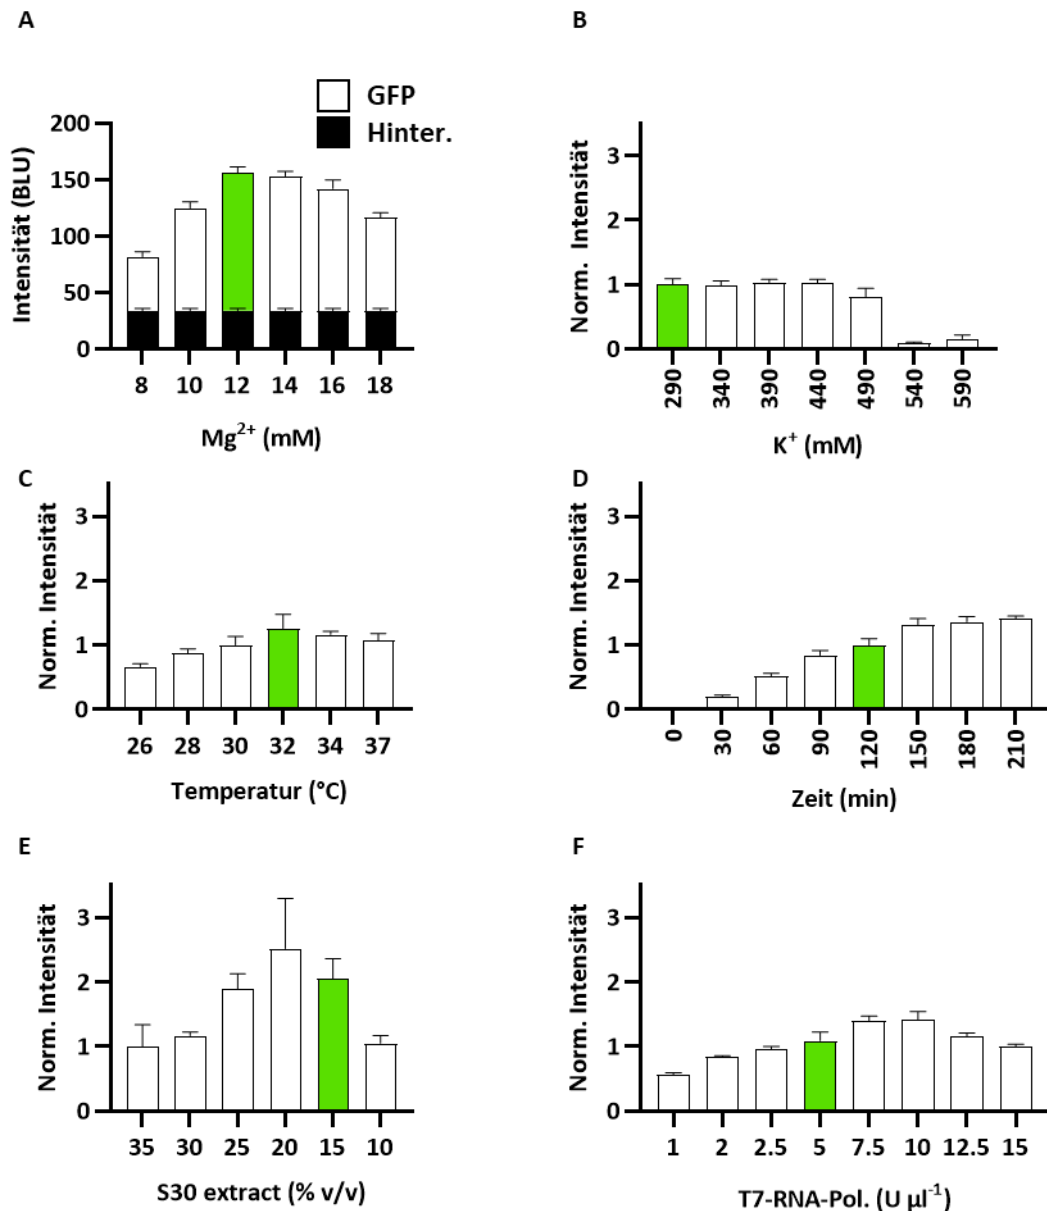 A
GFP
Hinter.
Intensität (BLU)
200
150
100
50
0
8 10 12 14 16 18
Mg²⁺ (mM)
B
Norm. Intensität
3
2
1
0
290 340 390 440 490 540 590
K⁺ (mM)
C
Norm. Intensität
3
2
1
0
26 28 30 32 34 37
Temperatur (°C)
D
Norm. Intensität
3
2
1
0
0 30 60 90 120 150 180 210
Zeit (min)
E
Norm. Intensität
3
2
1
0
35 30 25 20 15 10
S30 extract (% v/v)
F
Norm. Intensität
3
2
1
0
1 2 2.5 5 7.5 10 12.5 15
T7-RNA-Pol. (U µl⁻¹)